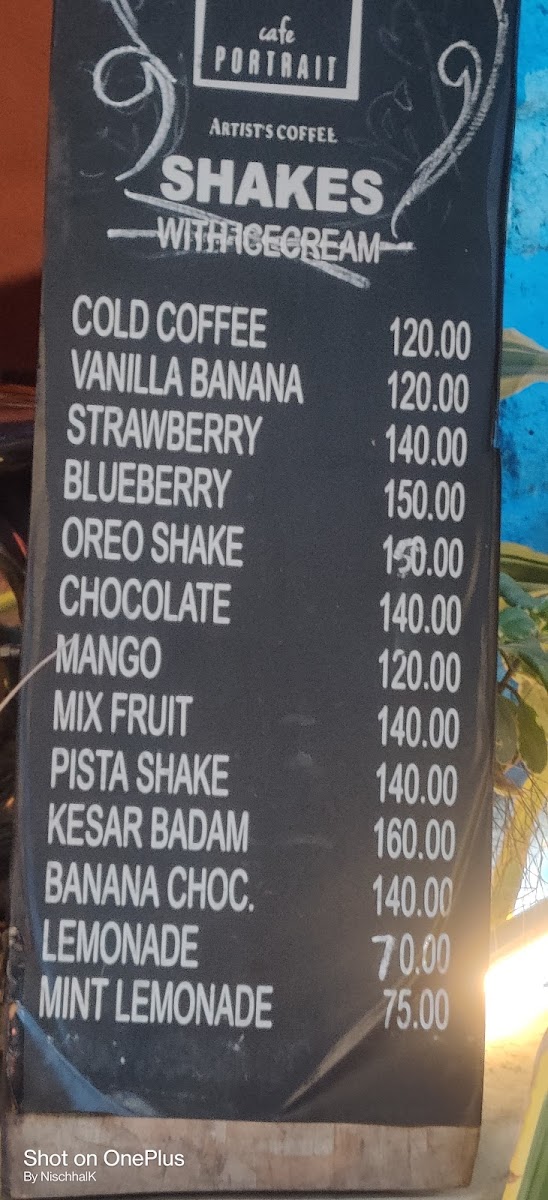 cafe
PORTRAIT
ARTIST'S COFFEE
SHAKES
WITH ICECREAM
COLD COFFEE 120.00
VANILLA BANANA 120.00
STRAWBERRY 140.00
BLUEBERRY 150.00
OREO SHAKE 150.00
CHOCOLATE 140.00
MANGO 120.00
MIX FRUIT 140.00
PISTA SHAKE 140.00
KESAR BADAM 160.00
BANANA CHOC. 140.00
LEMONADE 70.00
MINT LEMONADE 75.00
Shot on OnePlus
By NischhalK